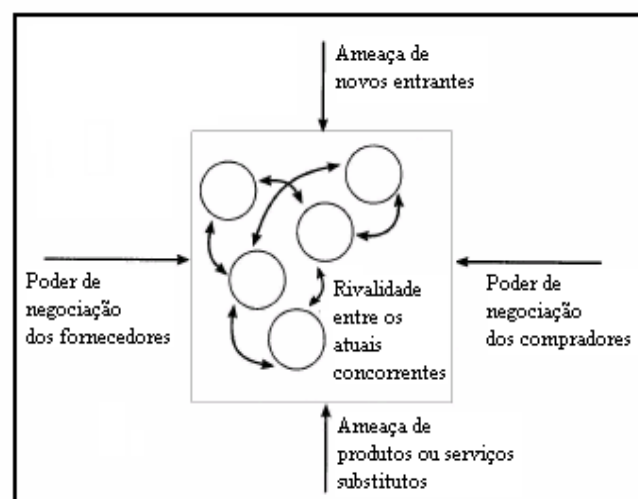 Ameaça de
novos entrantes
Poder de
negociação
dos fornecedores
Rivalidade
entre os
atuais
concorrentes
Poder de
negociação
dos compradores
Ameaça de
produtos ou serviços
substitutos